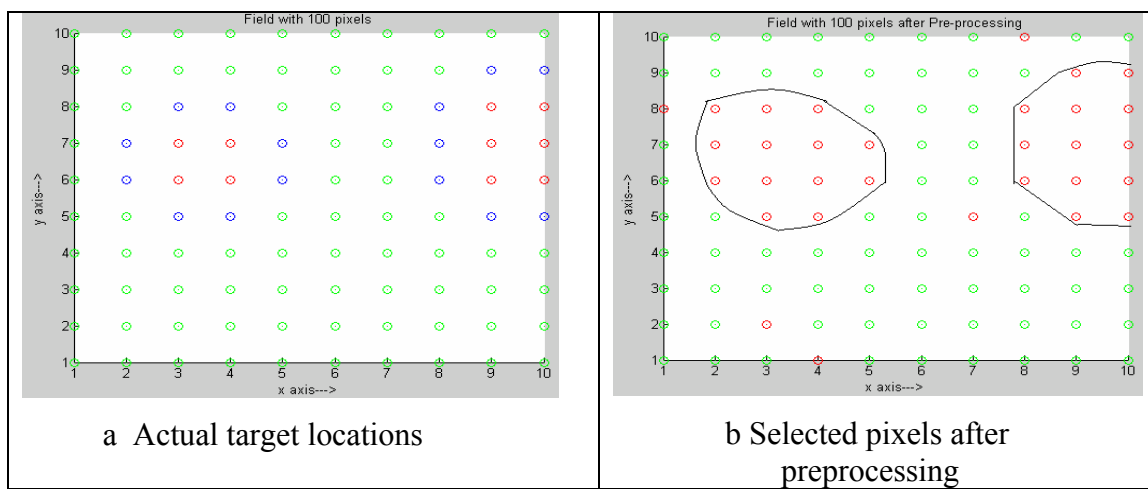 Field with 100 pixels
10
9
8
7
6
5
4
3
2
1
y axis--->
1 2 3 4 5 6 7 8 9 10
x axis--->
a Actual target locations
Field with 100 pixels after Pre-processing
10
9
8
7
6
5
4
3
2
1
y axis--->
1 2 3 4 5 6 7 8 9 10
x axis--->
b Selected pixels after
preprocessing